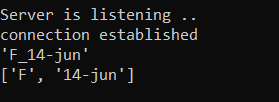 Server is listening ..
connection established
'F_14-jun'
['F', '14-jun']